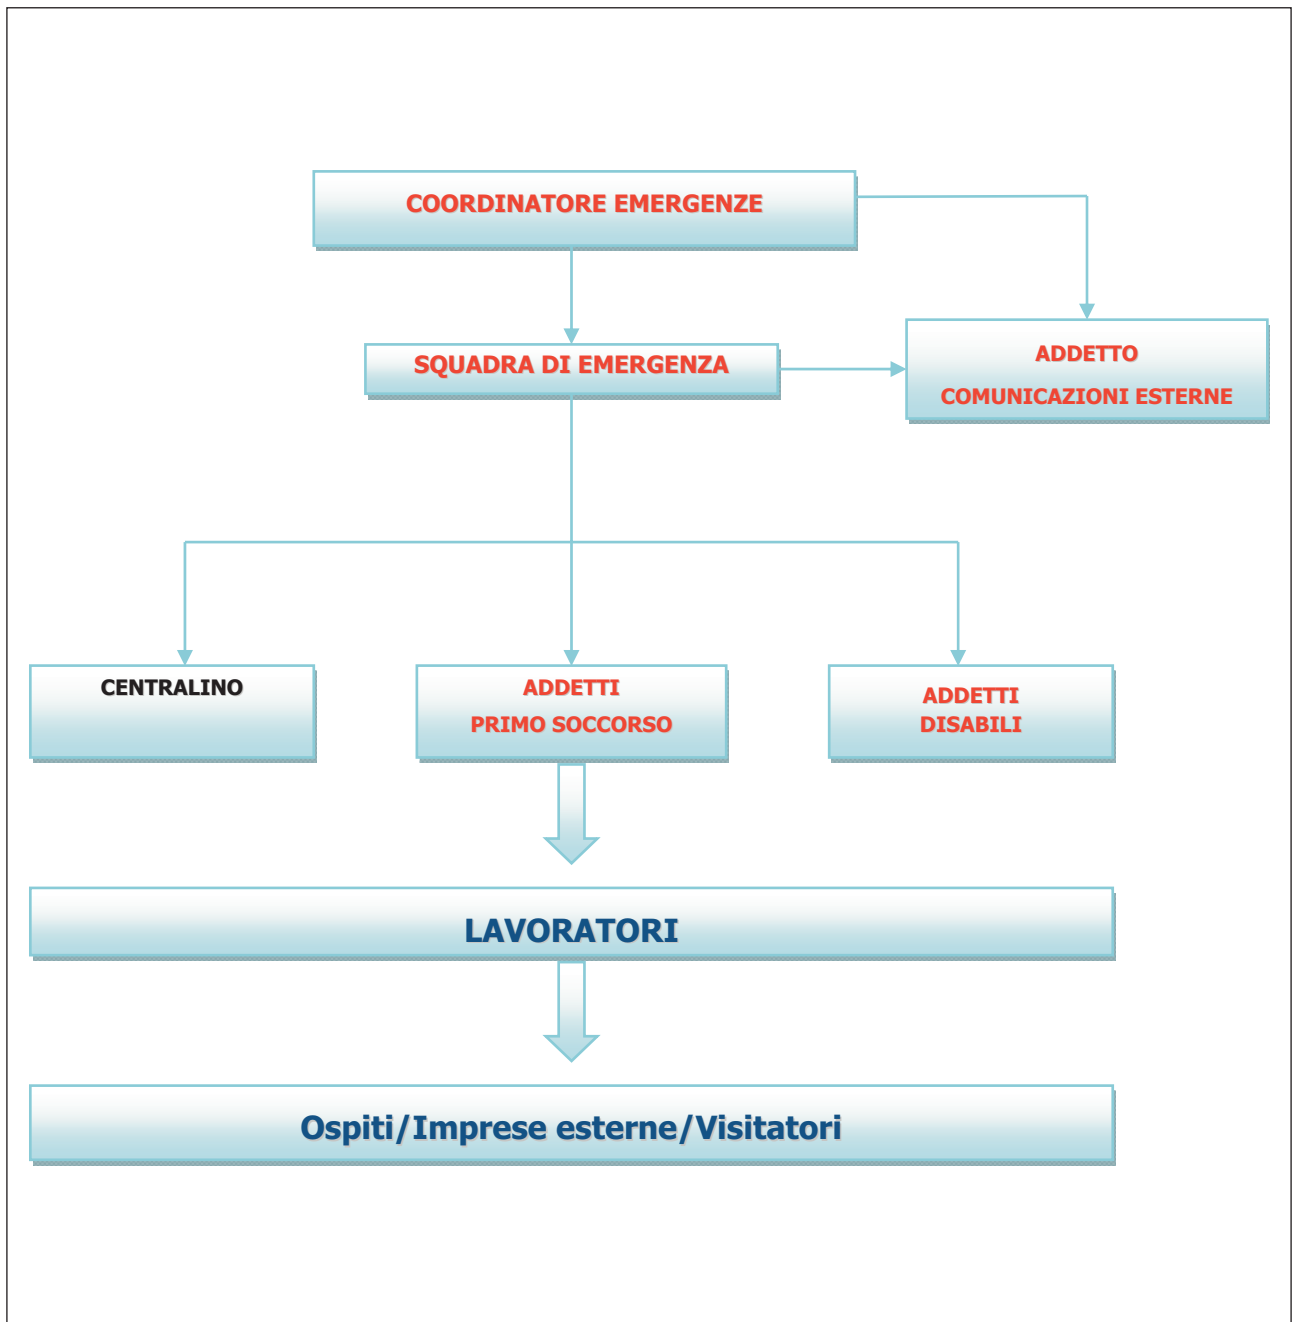 COORDINATORE EMERGENZE
SQUADRA DI EMERGENZA
ADDETTO
COMUNICAZIONI ESTERNE
CENTRALINO
ADDETTI
PRIMO SOCCORSO
ADDETTI
DISABILI
LAVORATORI
Ospiti/Imprese esterne/Visitatori